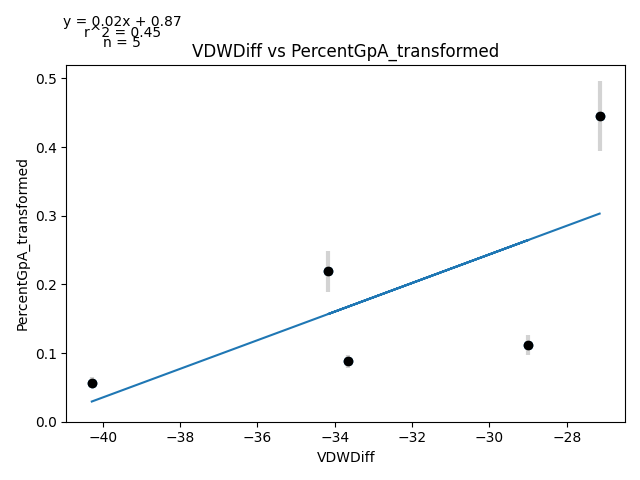 y = 0.02x + 0.87
r^2 = 0.45
n = 5
VDWDiff vs PercentGpA_transformed
PercentGpA_transformed
0.5
0.4
0.3
0.2
0.1
0.0
−40
−38
−36
−34
−32
−30
−28
VDWDiff